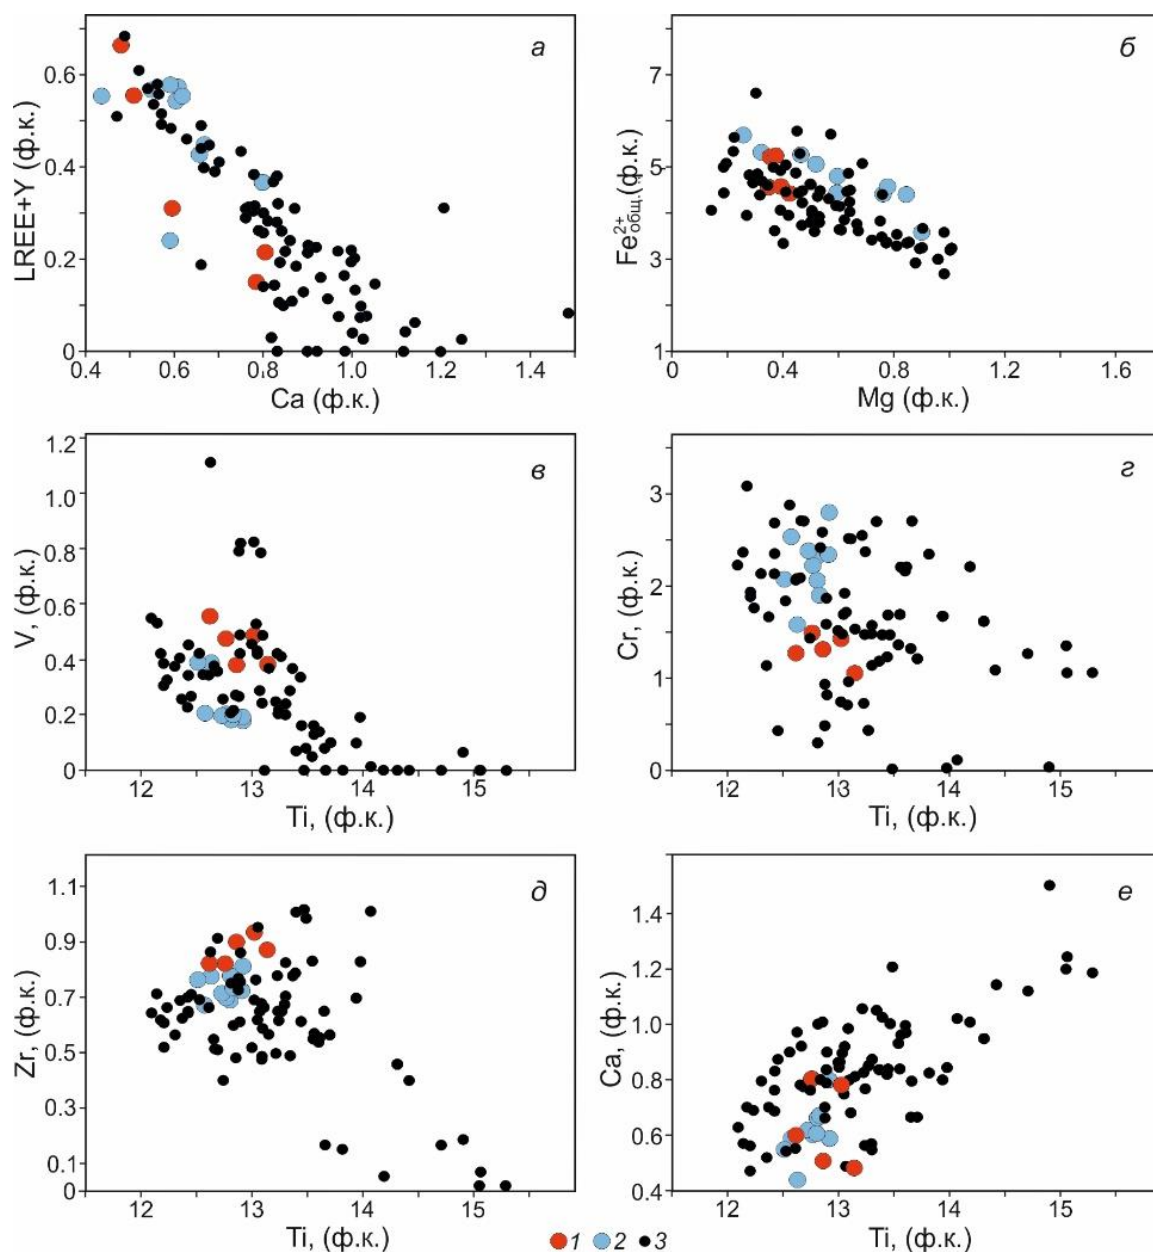 а
LREE+Y (ф.к.)
0.6
0.4
0.2
0
0.4 0.6 0.8 1.0 1.2 1.4
Ca (ф.к.)
б
Fe²⁺общ.(ф.к.)
7
5
3
1
0 0.4 0.8 1.2 1.6
Mg (ф.к.)
в
V, (ф.к.)
1.2
1.0
0.8
0.6
0.4
0.2
0
12 13 14 15
Ti, (ф.к.)
г
Cr, (ф.к.)
3
2
1
0
12 13 14 15
Ti, (ф.к.)
д
Zr, (ф.к.)
1.1
0.9
0.7
0.5
0.3
0.1
0
12 13 14 15
Ti, (ф.к.)
е
Ca, (ф.к.)
1.4
1.2
1.0
0.8
0.6
0.4
12 13 14 15
Ti, (ф.к.)
1 2 3